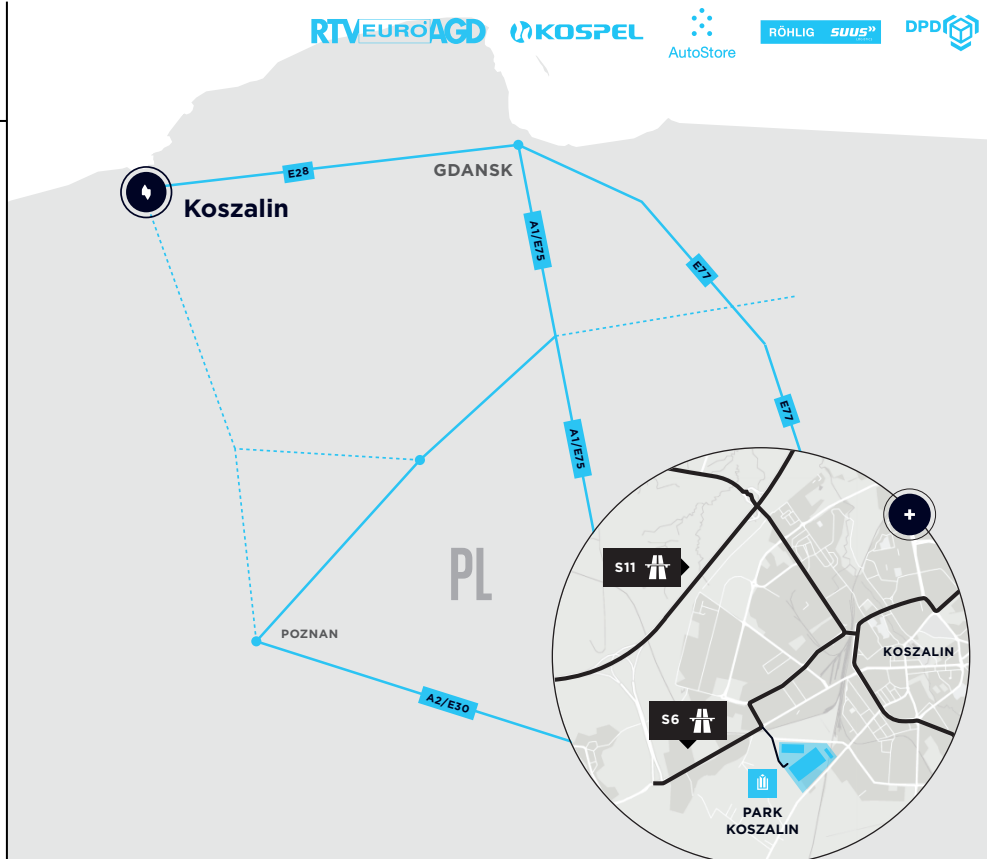 RTV EURO AGD
KOSPEL
AutoStore
RÖHLIG SUUS
DPD
E28
GDANSK
Koszalin
A1/E75
E77
E77
A1/E75
PL
S11
POZNAN
KOSZALIN
A2/E30
S6
PARK
KOSZALIN